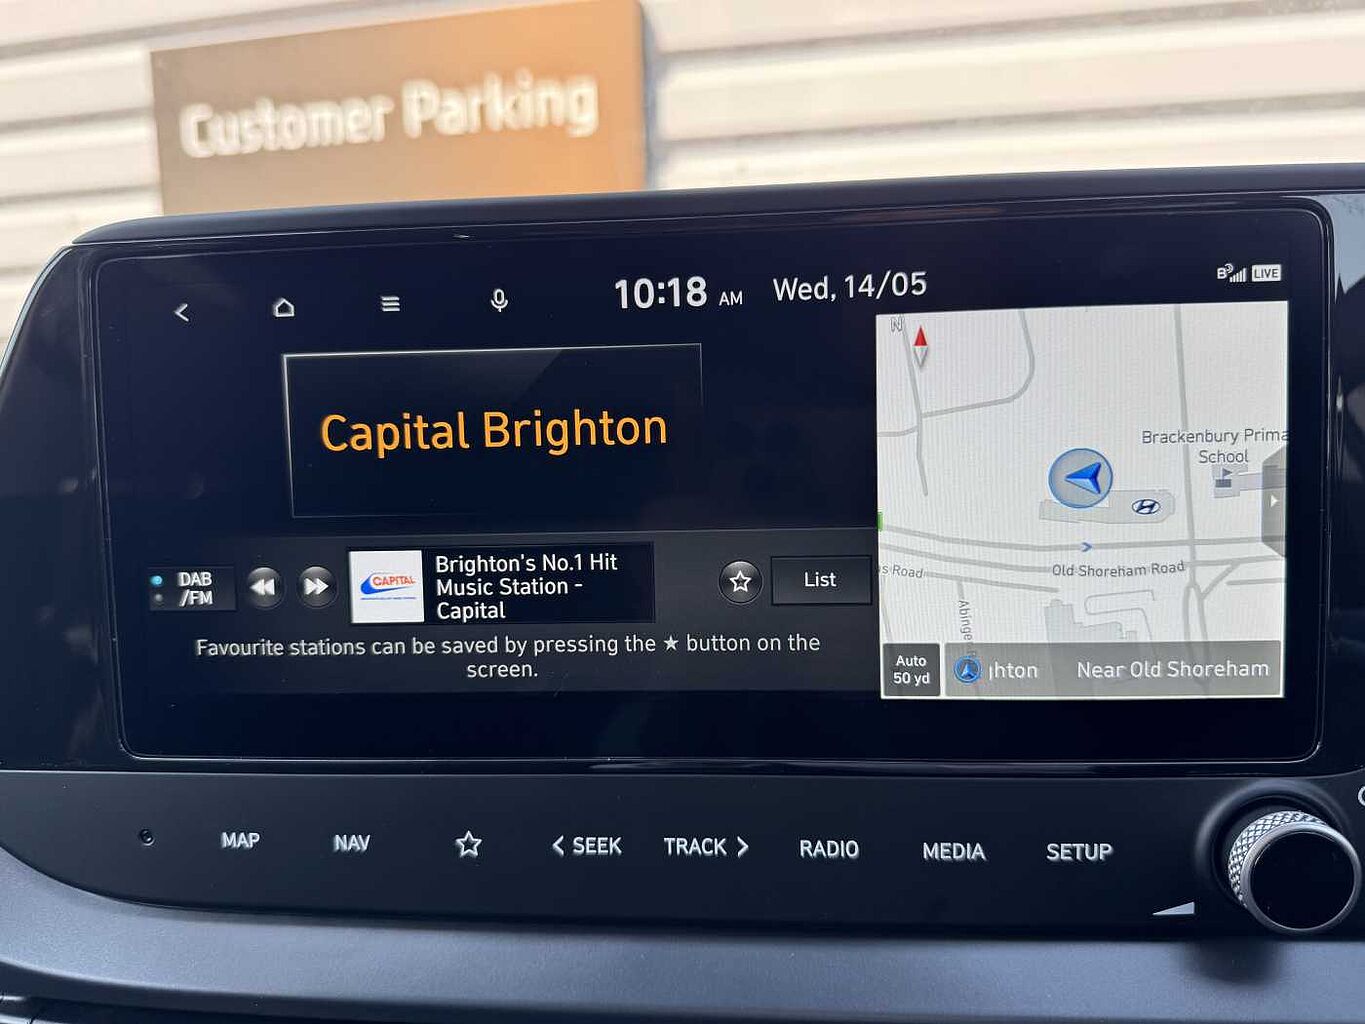 Customer Parking
10:18 AM Wed, 14/05
B LIVE
Capital Brighton
DAB
/FM
CAPITAL
Brighton's No.1 Hit
Music Station -
Capital
List
Favourite stations can be saved by pressing the ★ button on the
screen.
N
Brackenbury Prima
School
s Road
Old Shoreham Road
Abinge
Auto
50 yd
hton Near Old Shoreham
MAP NAV < SEEK TRACK > RADIO MEDIA SETUP